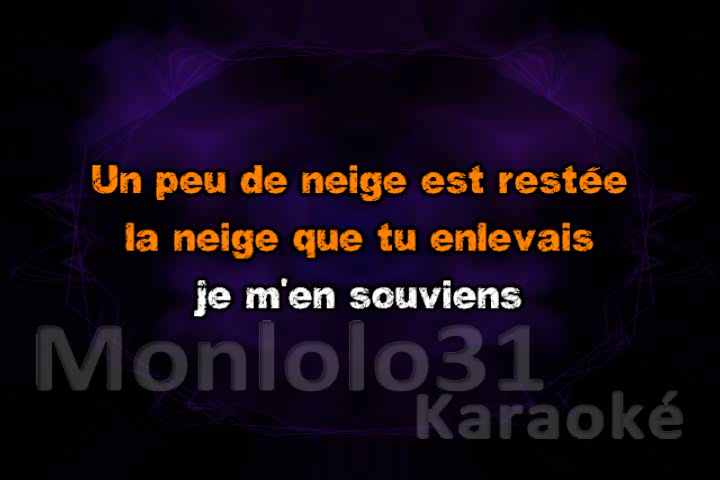 Un peu de neige est restée
la neige que tu enlevais
je m'en souviens
Monlolo31
Karaoké